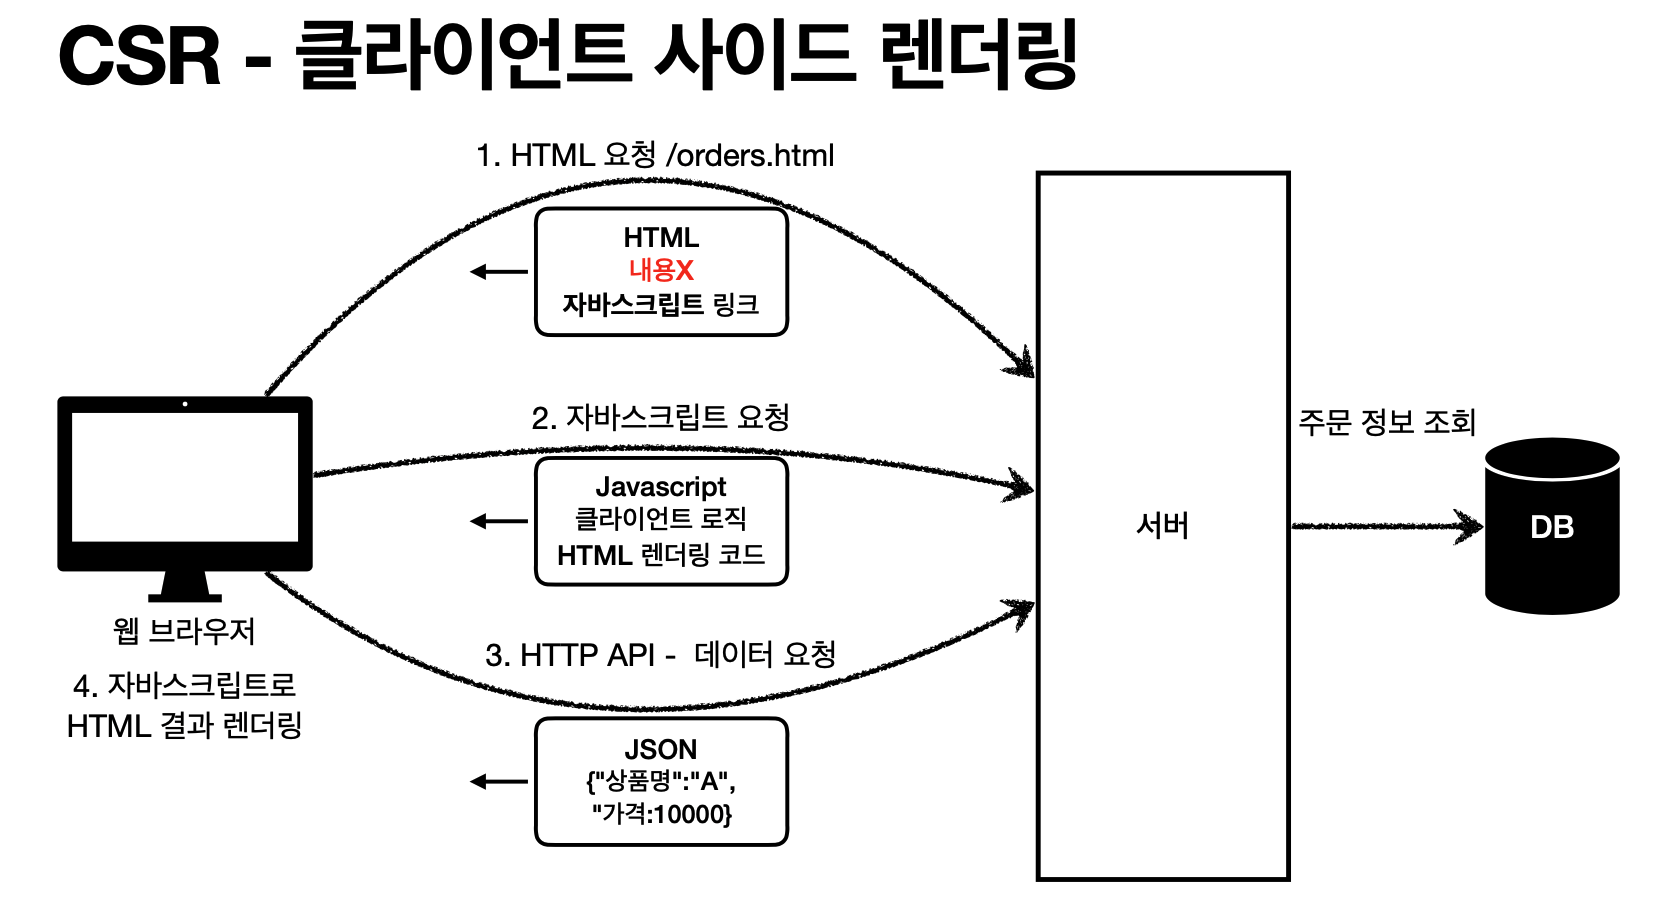 CSR - 클라이언트 사이드 렌더링
1. HTML 요청 /orders.html
HTML
내용X
자바스크립트 링크
2. 자바스크립트 요청
Javascript
클라이언트 로직
HTML 렌더링 코드
3. HTTP API - 데이터 요청
JSON
{"상품명":"A",
"가격:10000}
웹 브라우저
4. 자바스크립트로
HTML 결과 렌더링
서버
주문 정보 조회
DB